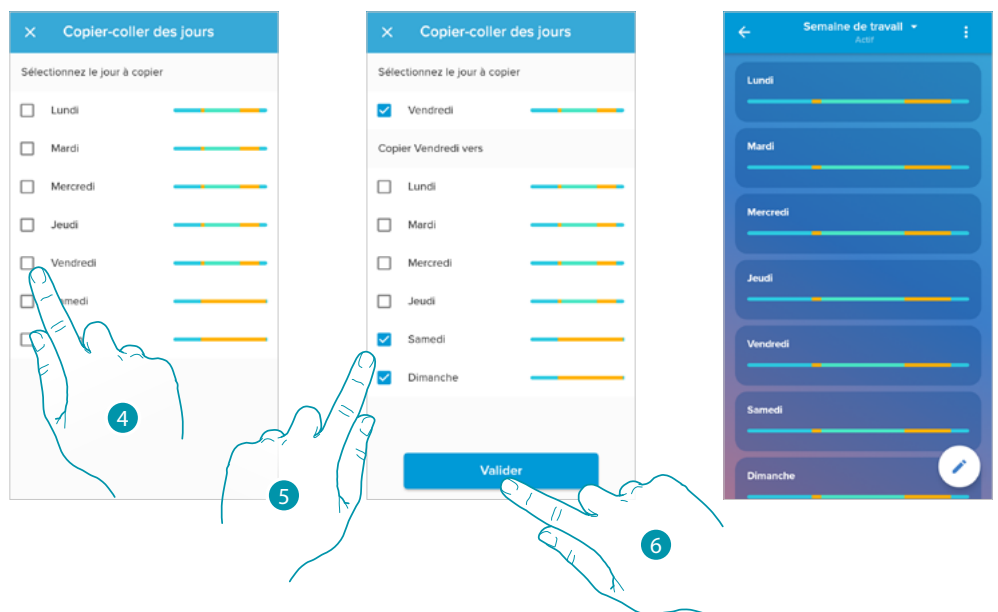 Copier-coller des jours
Sélectionnez le jour à copier
Lundi
Mardi
Mercredi
Jeudi
Vendredi
medi
4
Copier-coller des jours
Sélectionnez le jour à copier
Vendredi
Copier Vendredi vers
Lundi
Mardi
Mercredi
Jeudi
Samedi
Dimanche
Valider
5
6
Semaine de travail
Actif
Lundi
Mardi
Mercredi
Jeudi
Vendredi
Samedi
Dimanche